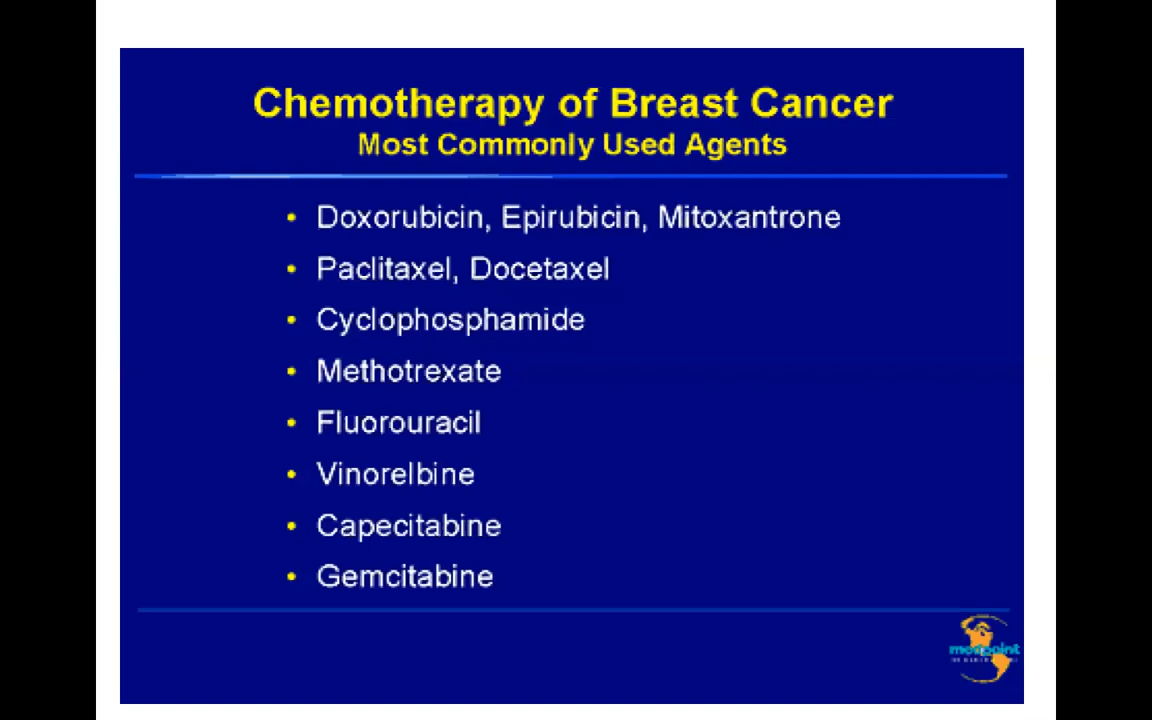 Chemotherapy of Breast Cancer
Most Commonly Used Agents
• Doxorubicin, Epirubicin, Mitoxantrone
• Paclitaxel, Docetaxel
• Cyclophosphamide
• Methotrexate
• Fluorouracil
• Vinorelbine
• Capecitabine
• Gemcitabine